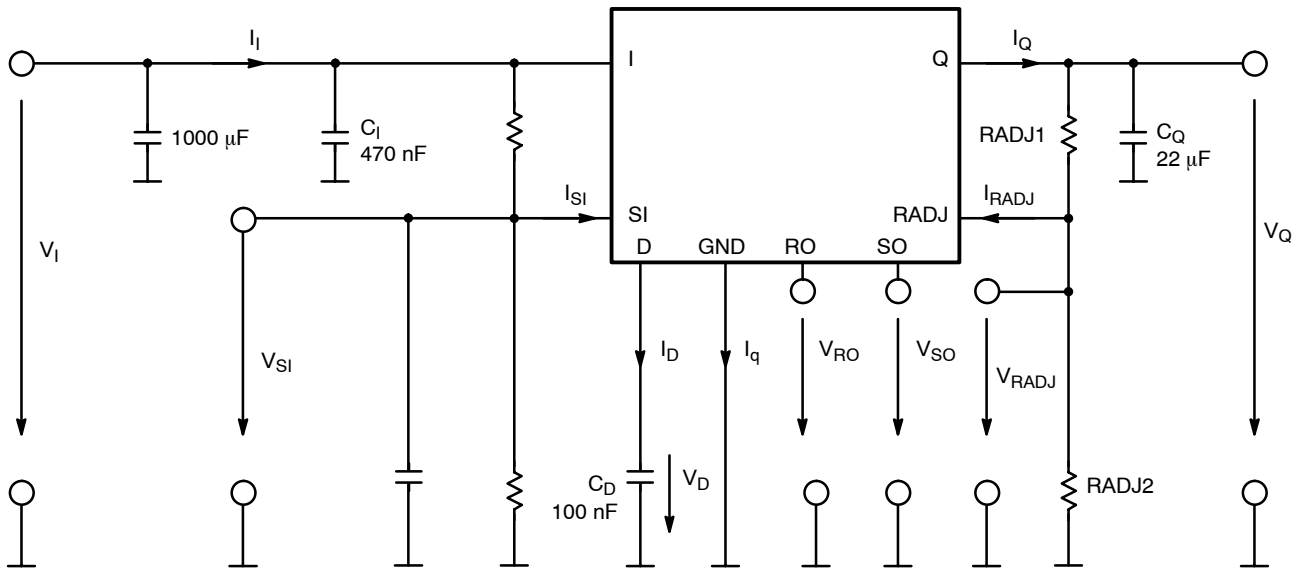 I_I
I
Q
I_Q
1000 μF
C_I
470 nF
RADJ1
C_Q
22 μF
I_SI
SI
RADJ
I_RADJ
D
GND
RO
SO
V_I
V_Q
V_SI
I_D
I_q
V_RO
V_SO
V_RADJ
C_D
100 nF
V_D
RADJ2